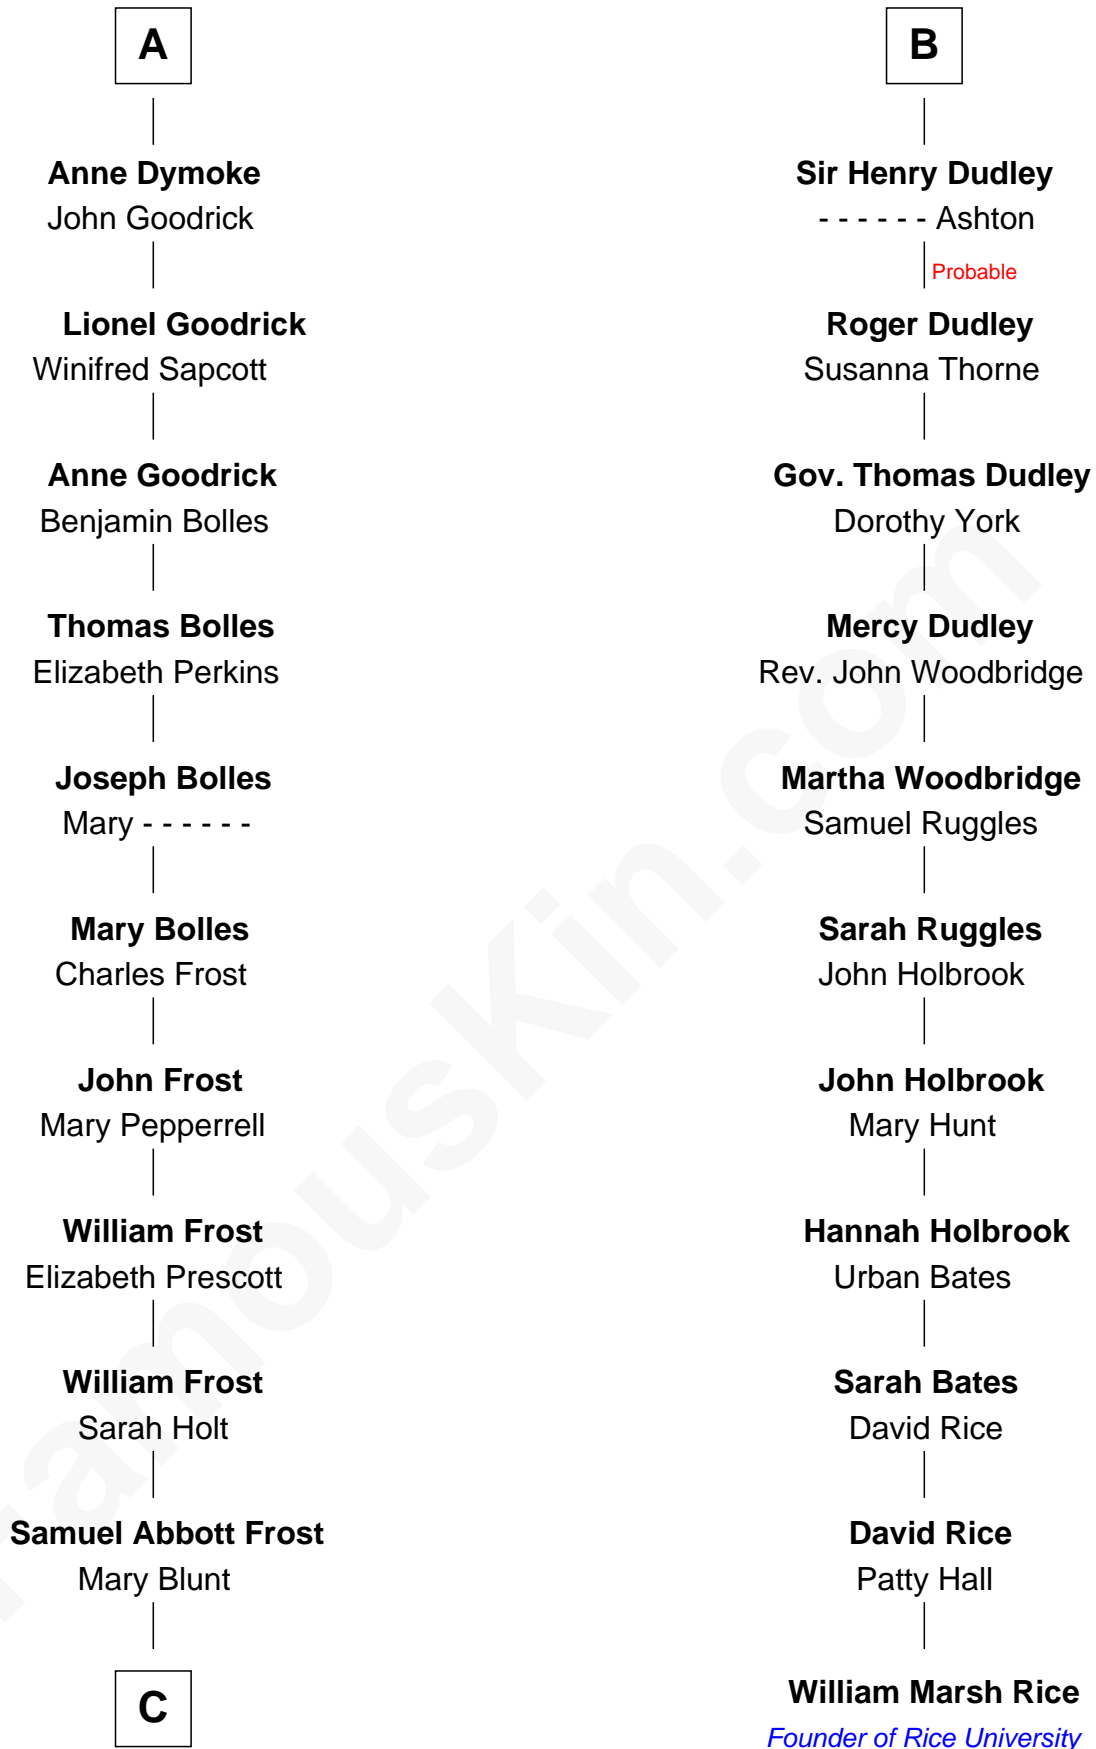 A
Anne Dymoke
John Goodrick
Lionel Goodrick
Winifred Sapcott
Anne Goodrick
Benjamin Bolles
Thomas Bolles
Elizabeth Perkins
Joseph Bolles
Mary - - - - - -
Mary Bolles
Charles Frost
John Frost
Mary Pepperrell
William Frost
Elizabeth Prescott
William Frost
Sarah Holt
Samuel Abbott Frost
Mary Blunt
C
B
Sir Henry Dudley
- - - - - - Ashton
Probable
Roger Dudley
Susanna Thorne
Gov. Thomas Dudley
Dorothy York
Mercy Dudley
Rev. John Woodbridge
Martha Woodbridge
Samuel Ruggles
Sarah Ruggles
John Holbrook
John Holbrook
Mary Hunt
Hannah Holbrook
Urban Bates
Sarah Bates
David Rice
David Rice
Patty Hall
William Marsh Rice
Founder of Rice University
FamousKin.com